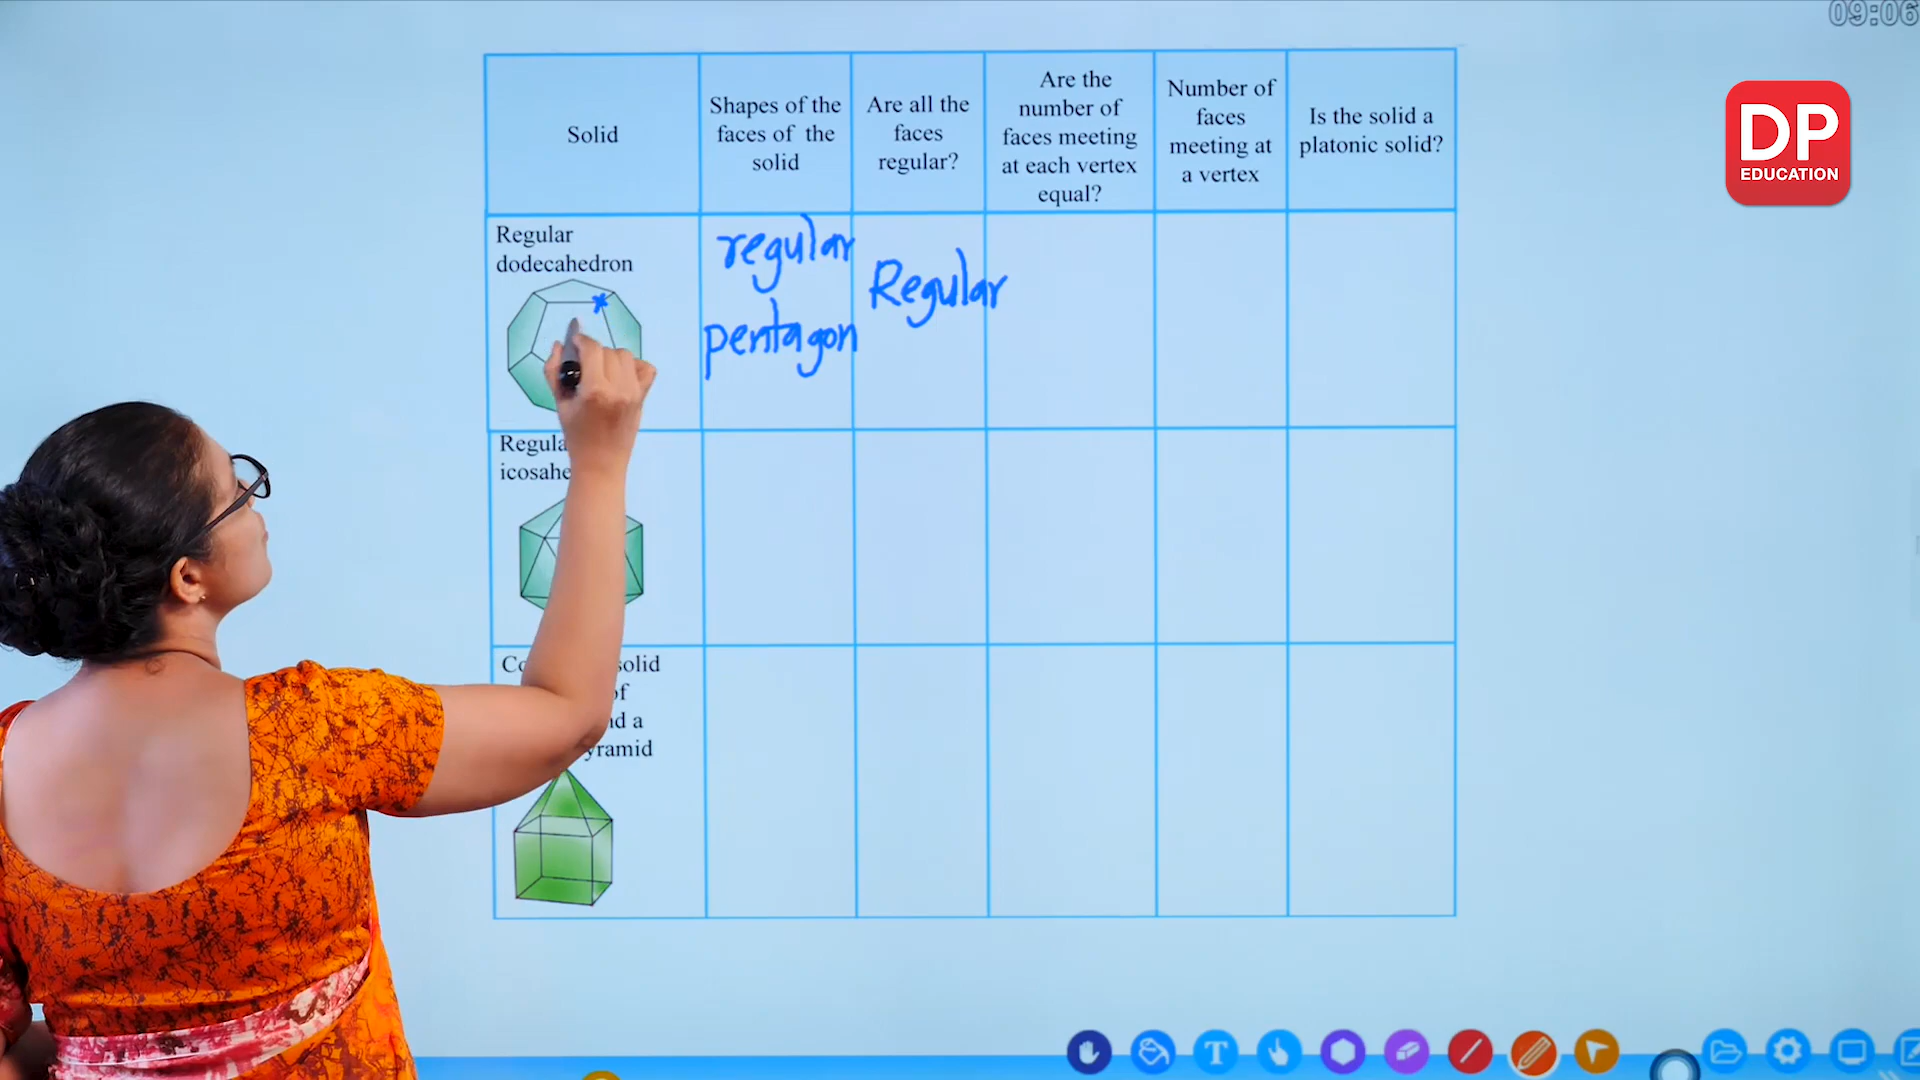 09:06
DP
EDUCATION
Solid
Shapes of the
faces of the
solid
Are all the
faces
regular?
Are the
number of
faces meeting
at each vertex
equal?
Number of
faces
meeting at
a vertex
Is the solid a
platonic solid?
Regular
dodecahedron
regular
pentagon
Regular
Regula
icosahe
Co solid
of
nd a
yramid
T